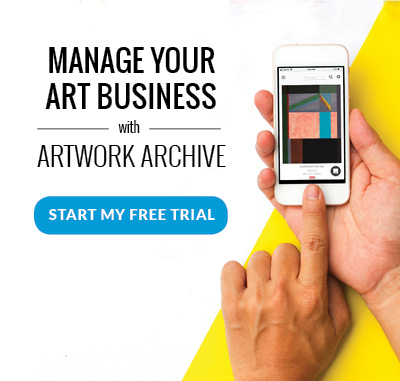 MANAGE YOUR
ART BUSINESS
with
ARTWORK ARCHIVE
START MY FREE TRIAL